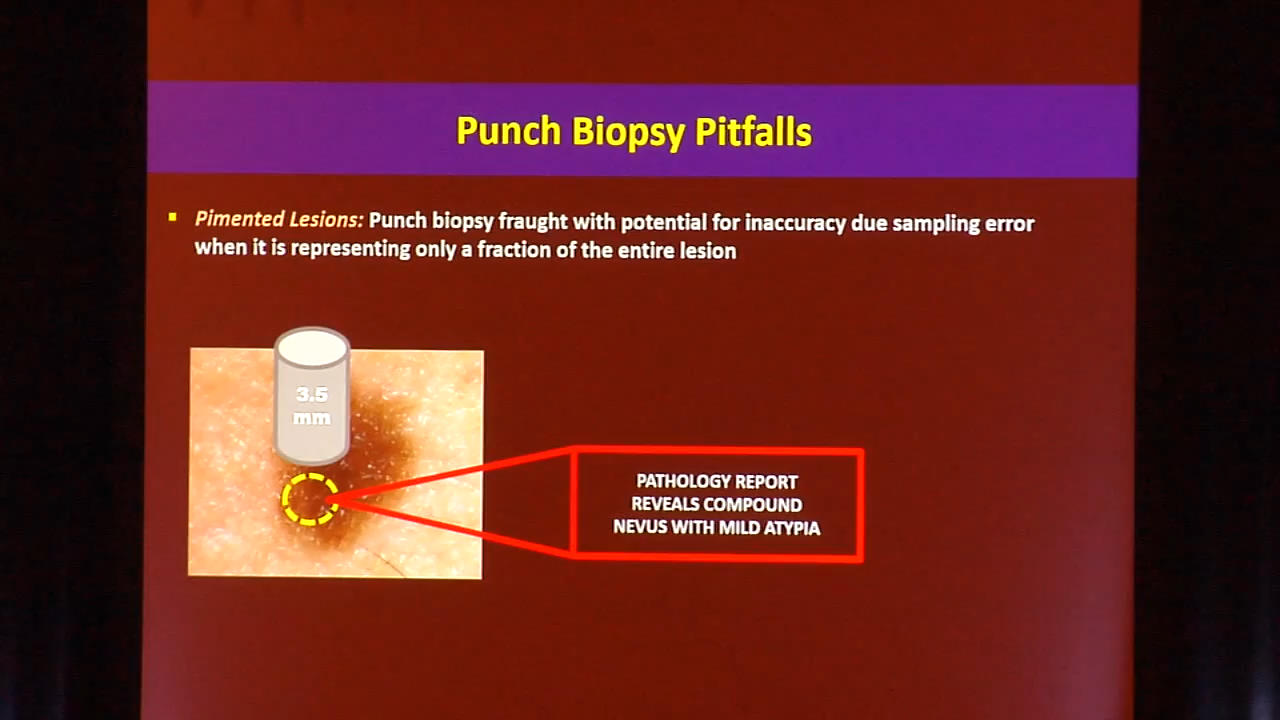 Punch Biopsy Pitfalls
Pimented Lesions: Punch biopsy fraught with potential for inaccuracy due sampling error
when it is representing only a fraction of the entire lesion
3.5
mm
PATHOLOGY REPORT
REVEALS COMPOUND
NEVUS WITH MILD ATYPIA